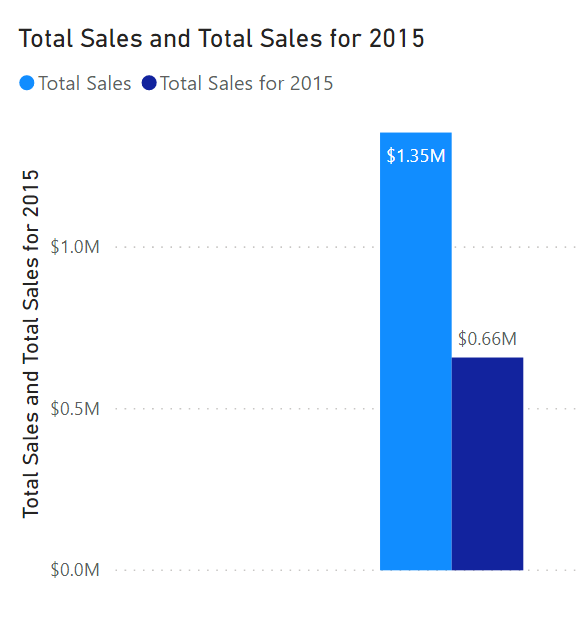 Total Sales and Total Sales for 2015
Total Sales Total Sales for 2015
Total Sales and Total Sales for 2015
$1.35M
$1.0M
$0.66M
$0.5M
$0.0M